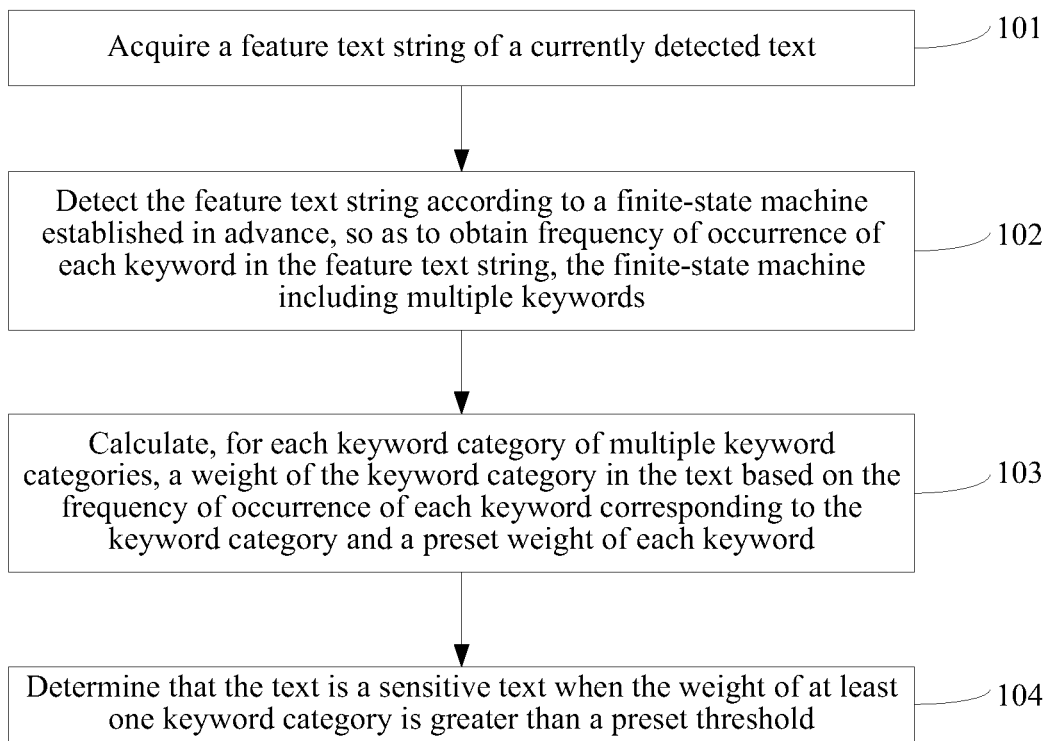 Acquire a feature text string of a currently detected text
101
Detect the feature text string according to a finite-state machine
established in advance, so as to obtain frequency of occurrence of
each keyword in the feature text string, the finite-state machine
including multiple keywords
102
Calculate, for each keyword category of multiple keyword
categories, a weight of the keyword category in the text based on the
frequency of occurrence of each keyword corresponding to the
keyword category and a preset weight of each keyword
103
Determine that the text is a sensitive text when the weight of at least
one keyword category is greater than a preset threshold
104